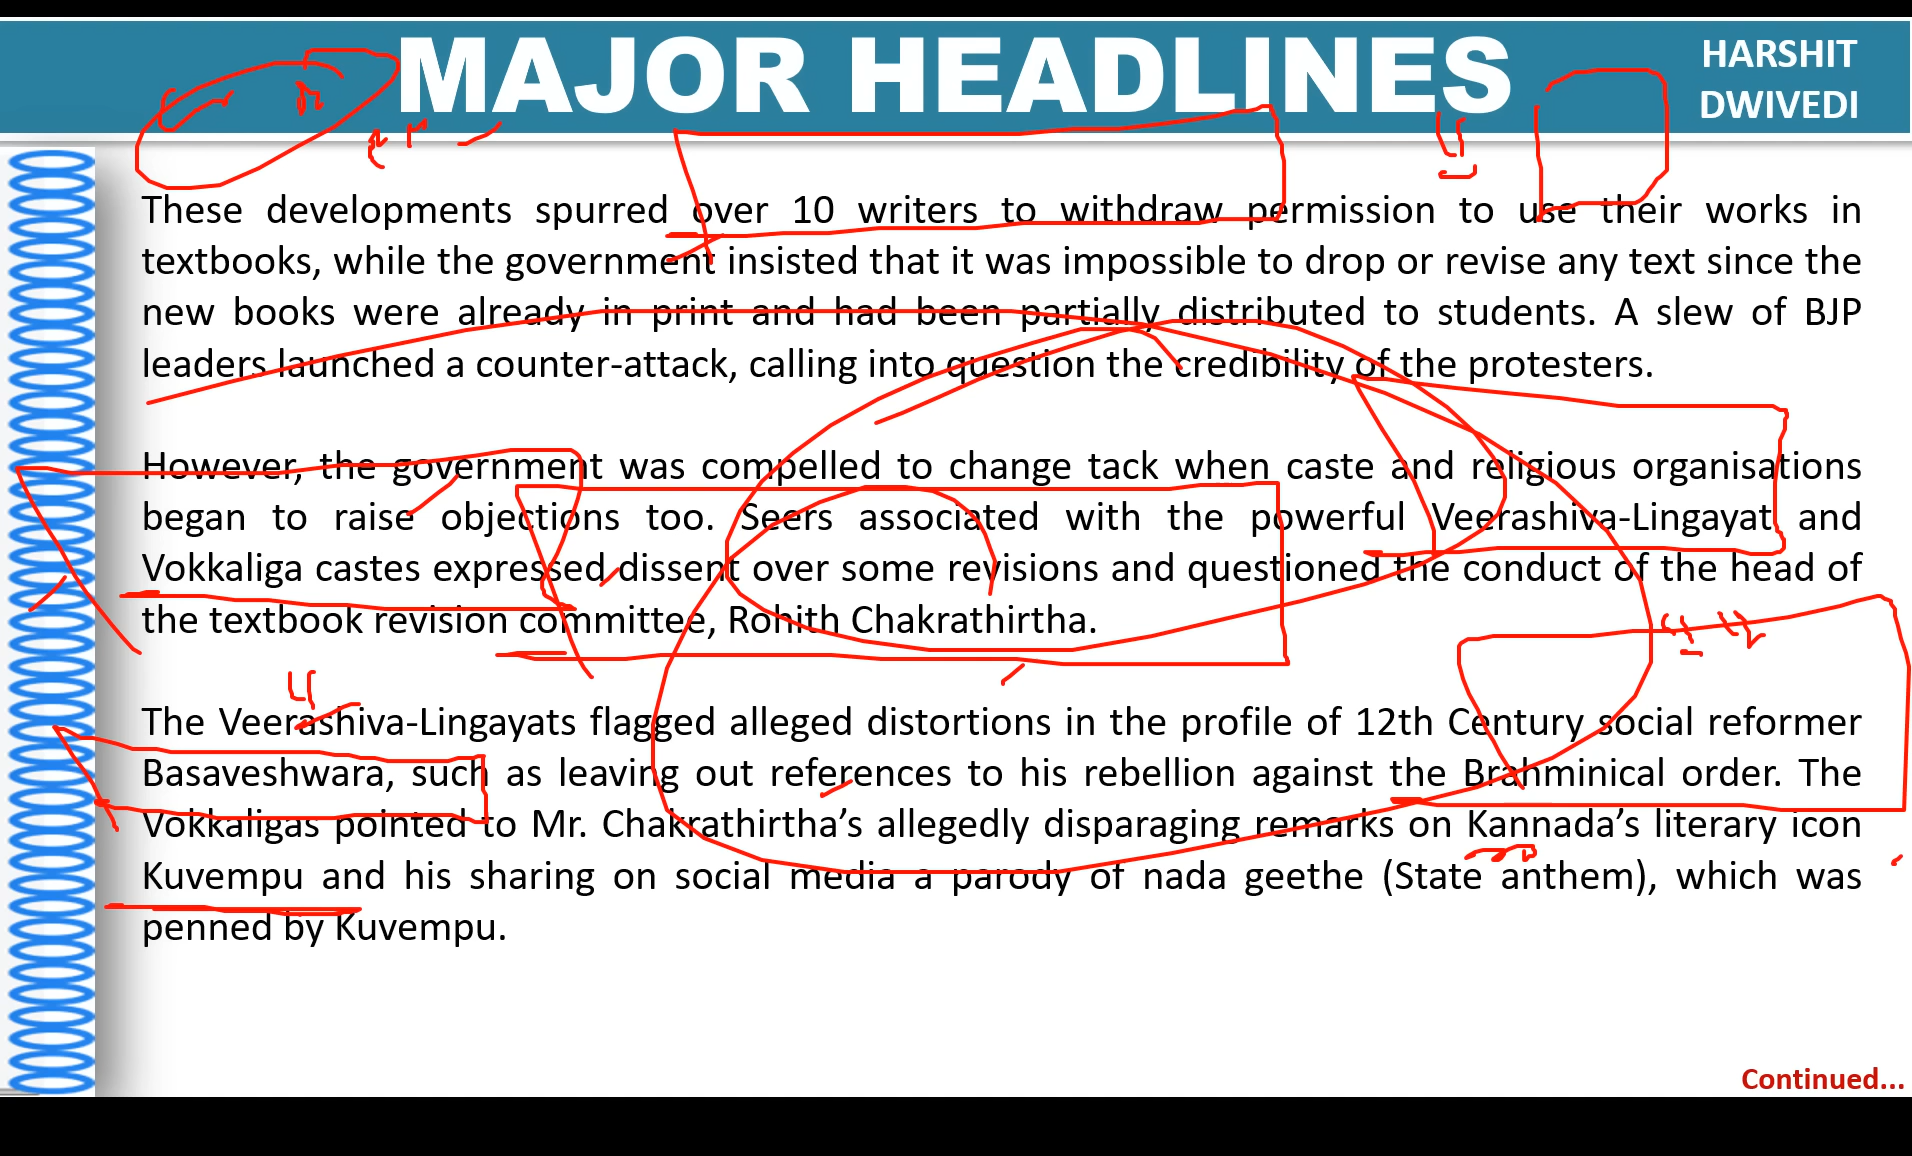 MAJOR HEADLINES
HARSHIT
DWIVEDI
These developments spurred over 10 writers to withdraw permission to use their works in
textbooks, while the government insisted that it was impossible to drop or revise any text since the
new books were already in print and had been partially distributed to students. A slew of BJP
leaders launched a counter-attack, calling into question the credibility of the protesters.
However, the government was compelled to change tack when caste and religious organisations
began to raise objections too. Seers associated with the powerful Veerashiva-Lingayat and
Vokkaliga castes expressed dissent over some revisions and questioned the conduct of the head of
the textbook revision committee, Rohith Chakrathirtha.
The Veerashiva-Lingayats flagged alleged distortions in the profile of 12th Century social reformer
Basaveshwara, such as leaving out references to his rebellion against the Brahminical order. The
Vokkaligas pointed to Mr. Chakrathirtha’s allegedly disparaging remarks on Kannada’s literary icon
Kuvempu and his sharing on social media a parody of nada geethe (State anthem), which was
penned by Kuvempu.
Continued...